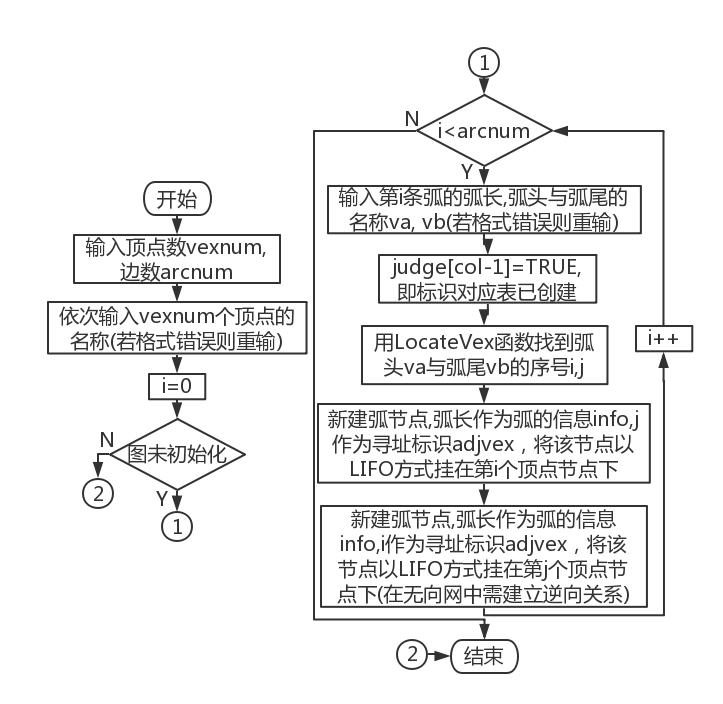 开始
输入顶点数vexnum,
边数arcnum
依次输入vexnum个顶点的
名称(若格式错误则重输)
i=0
图未初始化
N
2
Y
1
1
i<arcnum
N
Y
输入第i条弧的弧长,弧头与弧尾的
名称va, vb(若格式错误则重输)
judge[col-1]=TRUE,
即标识对应表已创建
用LocateVex函数找到弧
头va与弧尾vb的序号i,j
新建弧节点,弧长作为弧的信息info,j
作为寻址标识adjvex，将该节点以
LIFO方式挂在第i个顶点节点下
新建弧节点,弧长作为弧的信息
info,i作为寻址标识adjvex，将该
节点以LIFO方式挂在第j个顶点节
点下(在无向网中需建立逆向关系)
i++
2
结束